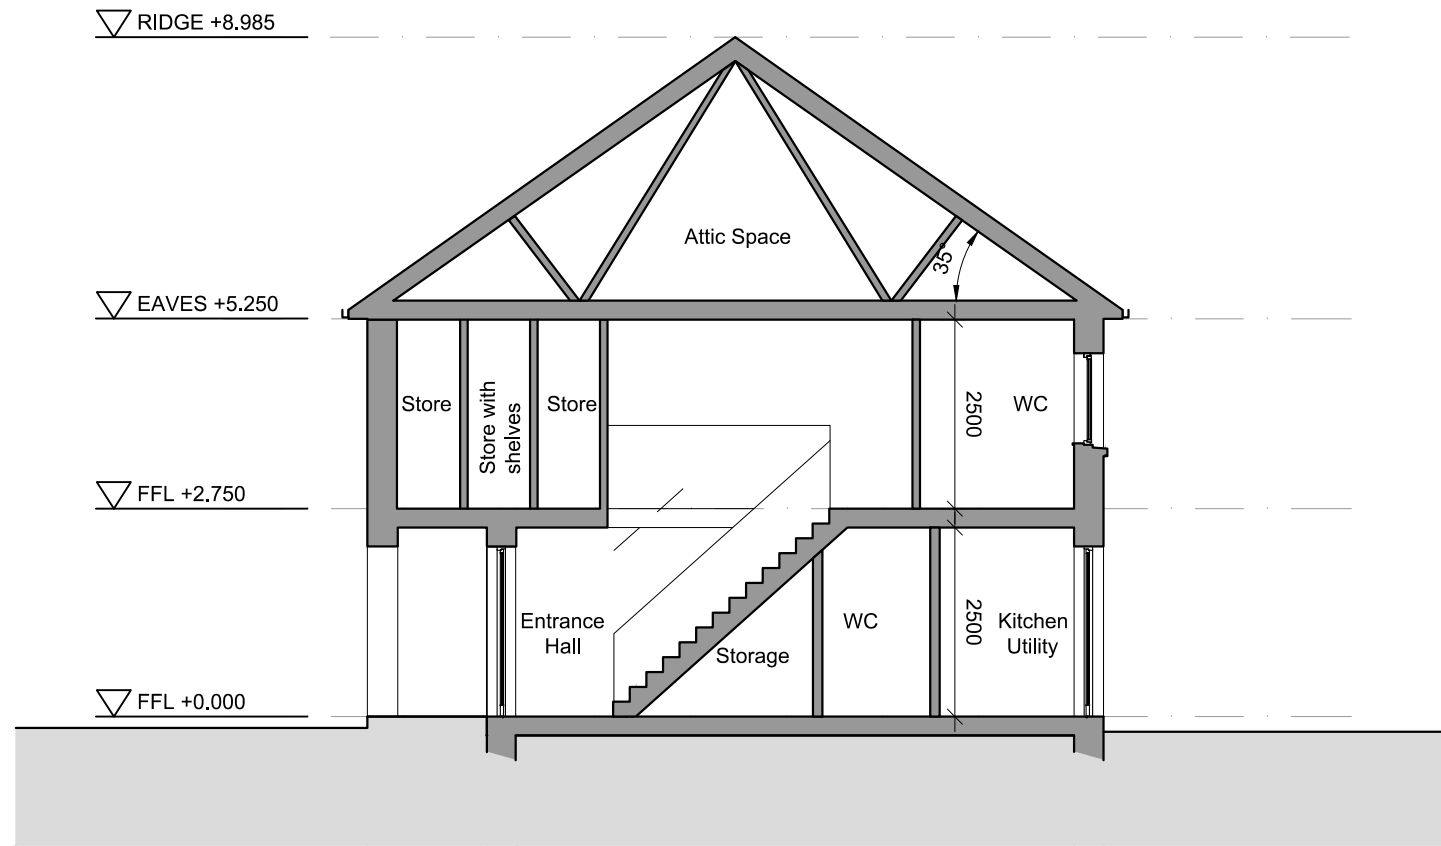 RIDGE +8.985
Attic Space
35°
EAVES +5.250
Store
Store with
shelves
Store
2500
WC
FFL +2.750
Entrance
Hall
Storage
WC
2500
Kitchen
Utility
FFL +0.000